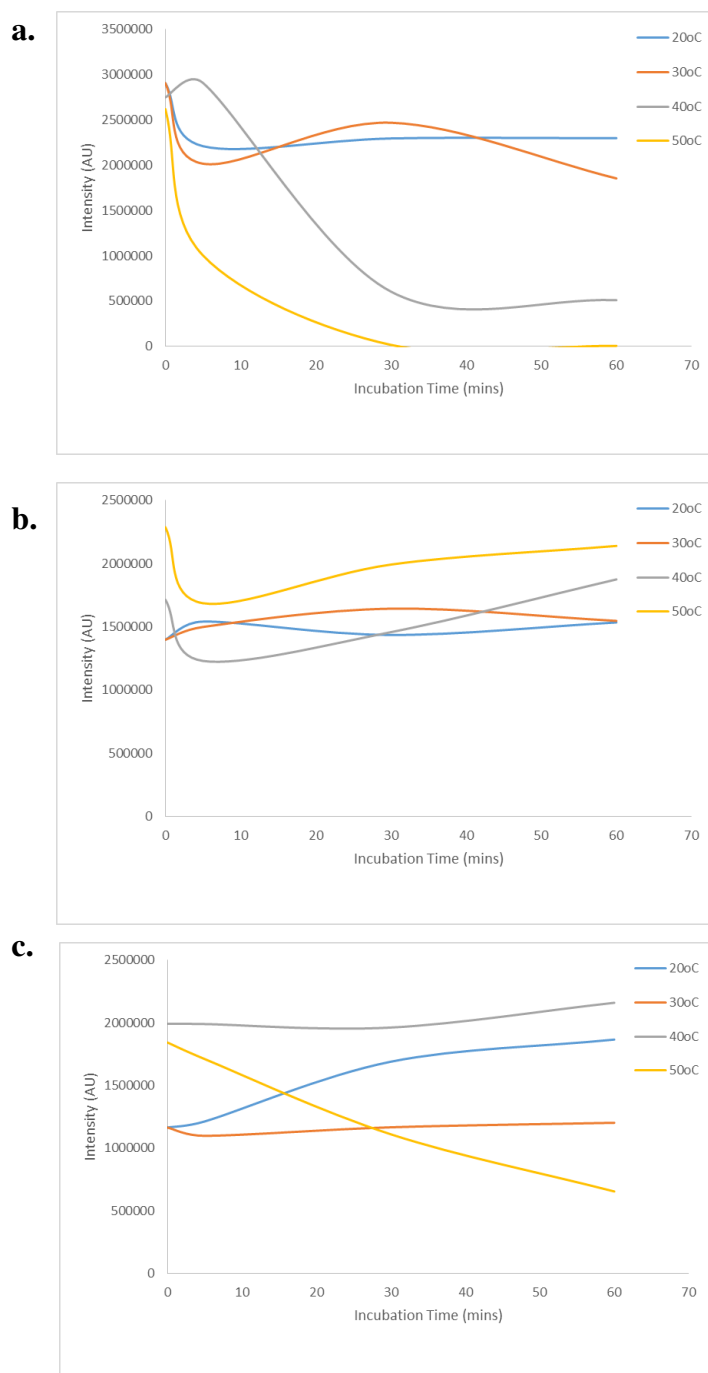 a.
3500000
3000000
2500000
2000000
1500000
1000000
500000
0
Intensity (AU)
0 10 20 30 40 50 60 70
Incubation Time (mins)
20oC
30oC
40oC
50oC
b.
2500000
2000000
1500000
1000000
500000
0
Intensity (AU)
0 10 20 30 40 50 60 70
Incubation Time (mins)
20oC
30oC
40oC
50oC
c.
2500000
2000000
1500000
1000000
500000
0
Intensity (AU)
0 10 20 30 40 50 60 70
Incubation Time (mins)
20oC
30oC
40oC
50oC